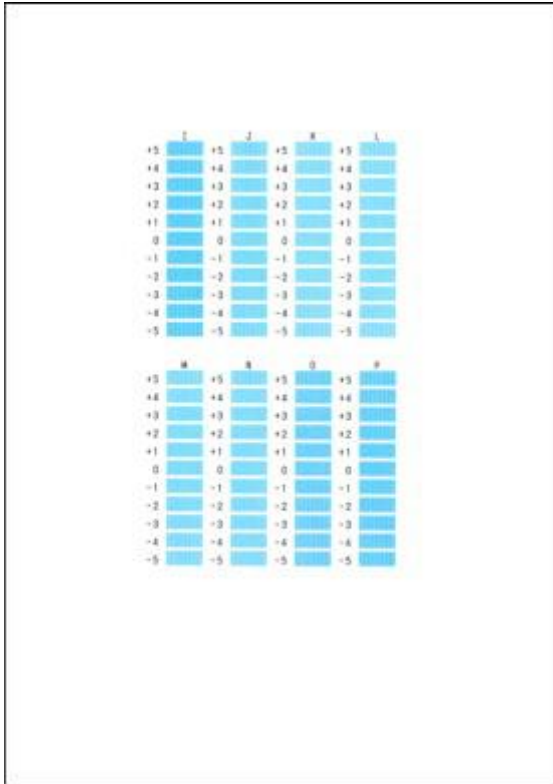 I J K L
+5 +5 +5 +5
+4 +4 +4 +4
+3 +3 +3 +3
+2 +2 +2 +2
+1 +1 +1 +1
0 0 0 0
-1 -1 -1 -1
-2 -2 -2 -2
-3 -3 -3 -3
-4 -4 -4 -4
-5 -5 -5 -5
M N O P
+5 +5 +5 +5
+4 +4 +4 +4
+3 +3 +3 +3
+2 +2 +2 +2
+1 +1 +1 +1
0 0 0 0
-1 -1 -1 -1
-2 -2 -2 -2
-3 -3 -3 -3
-4 -4 -4 -4
-5 -5 -5 -5